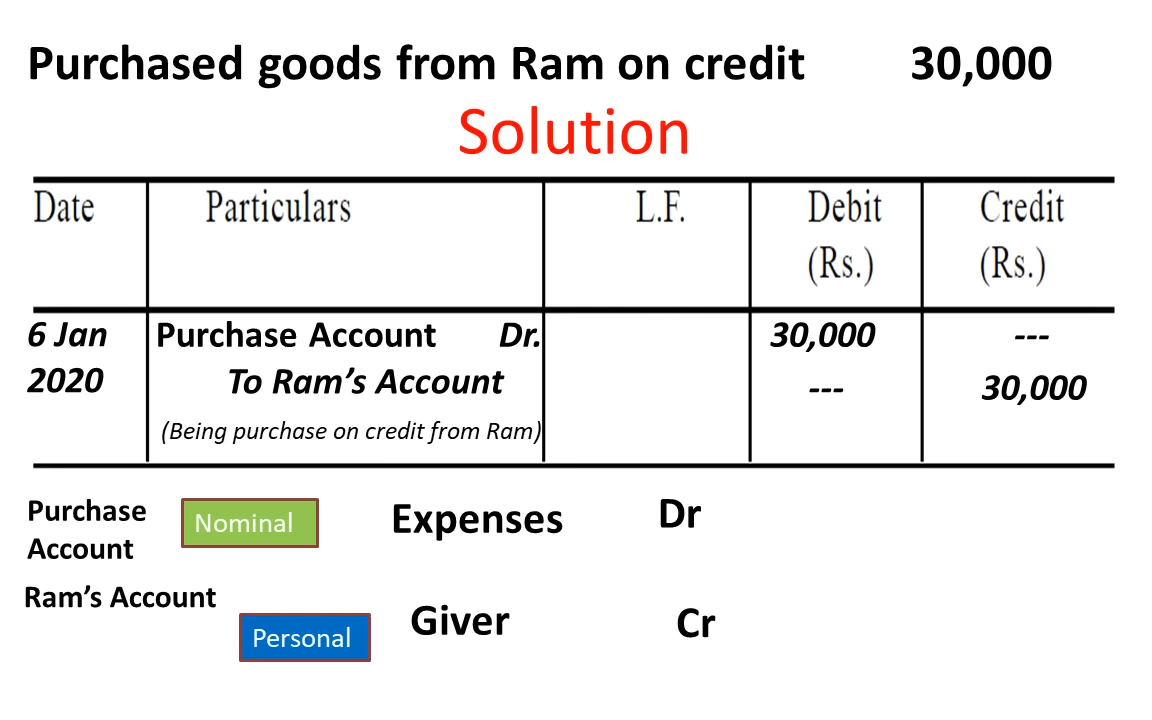 Purchased goods from Ram on credit 30,000
Solution
Date Particulars L.F. Debit (Rs.) Credit (Rs.)
6 Jan 2020 Purchase Account Dr. 30,000 ---
To Ram’s Account --- 30,000
(Being purchase on credit from Ram)
Purchase Account Nominal Expenses Dr
Ram’s Account Personal Giver Cr